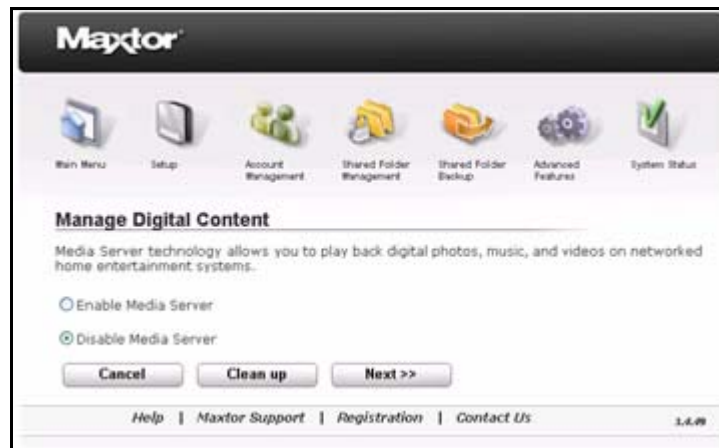 Maxtor
Main Menu
Setup
Account Management
Shared Folder Management
Shared Folder Backup
Advanced Features
System Status
Manage Digital Content
Media Server technology allows you to play back digital photos, music, and videos on networked
home entertainment systems.
Enable Media Server
Disable Media Server
Cancel Clean up Next >>
Help | Maxtor Support | Registration | Contact Us